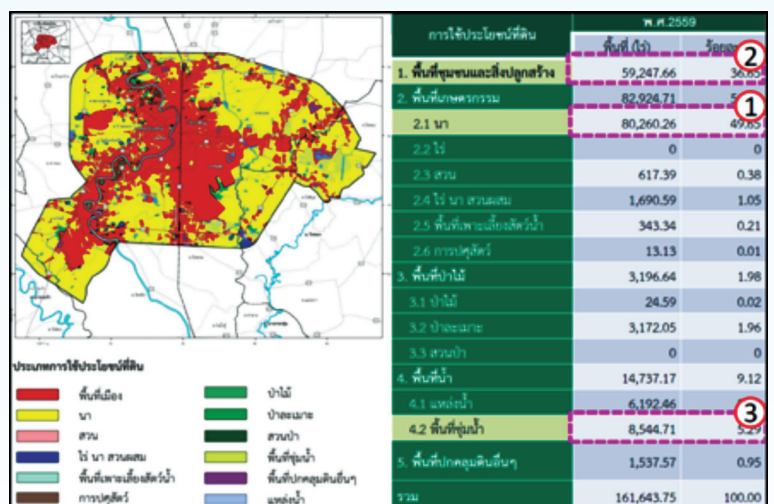 การใช้ประโยชน์ที่ดิน
พ.ศ.2559
พื้นที่ (ไร่)
1. พื้นที่ชุมชนและสิ่งปลูกสร้าง 59,247.66 36.65
2
2. พื้นที่เกษตรกรรม 82,924.71
1
2.1 นา 80,260.26 49.65
2.2 ไร่ 0 0
2.3 สวน 617.39 0.38
2.4 ไร่ นา สวนผสม 1,690.59 1.05
2.5 พื้นที่เพาะเลี้ยงสัตว์น้ำ 343.34 0.21
2.6 การปศุสัตว์ 13.13 0.01
3. พื้นที่ป่าไม้ 3,196.64 1.98
3.1 ป่าไม้ 24.59 0.02
3.2 ป่าละเมาะ 3,172.05 1.96
3.3 สวนป่า 0 0
4. พื้นที่น้ำ 14,737.17 9.12
4.1 แหล่งน้ำ 6,192.46
3
4.2 พื้นที่ชุ่มน้ำ 8,544.71 5.29
5. พื้นที่ปกคลุมดินอื่นๆ 1,537.57 0.95
รวม 161,643.75 100.00
ประเภทการใช้ประโยชน์ที่ดิน
พื้นที่เมือง
นา
สวน
ไร่ นา สวนผสม
พื้นที่เพาะเลี้ยงสัตว์น้ำ
การปศุสัตว์
ป่าไม้
ป่าละเมาะ
สวนป่า
พื้นที่ชุ่มน้ำ
พื้นที่ปกคลุมดินอื่นๆ
แหล่งน้ำ